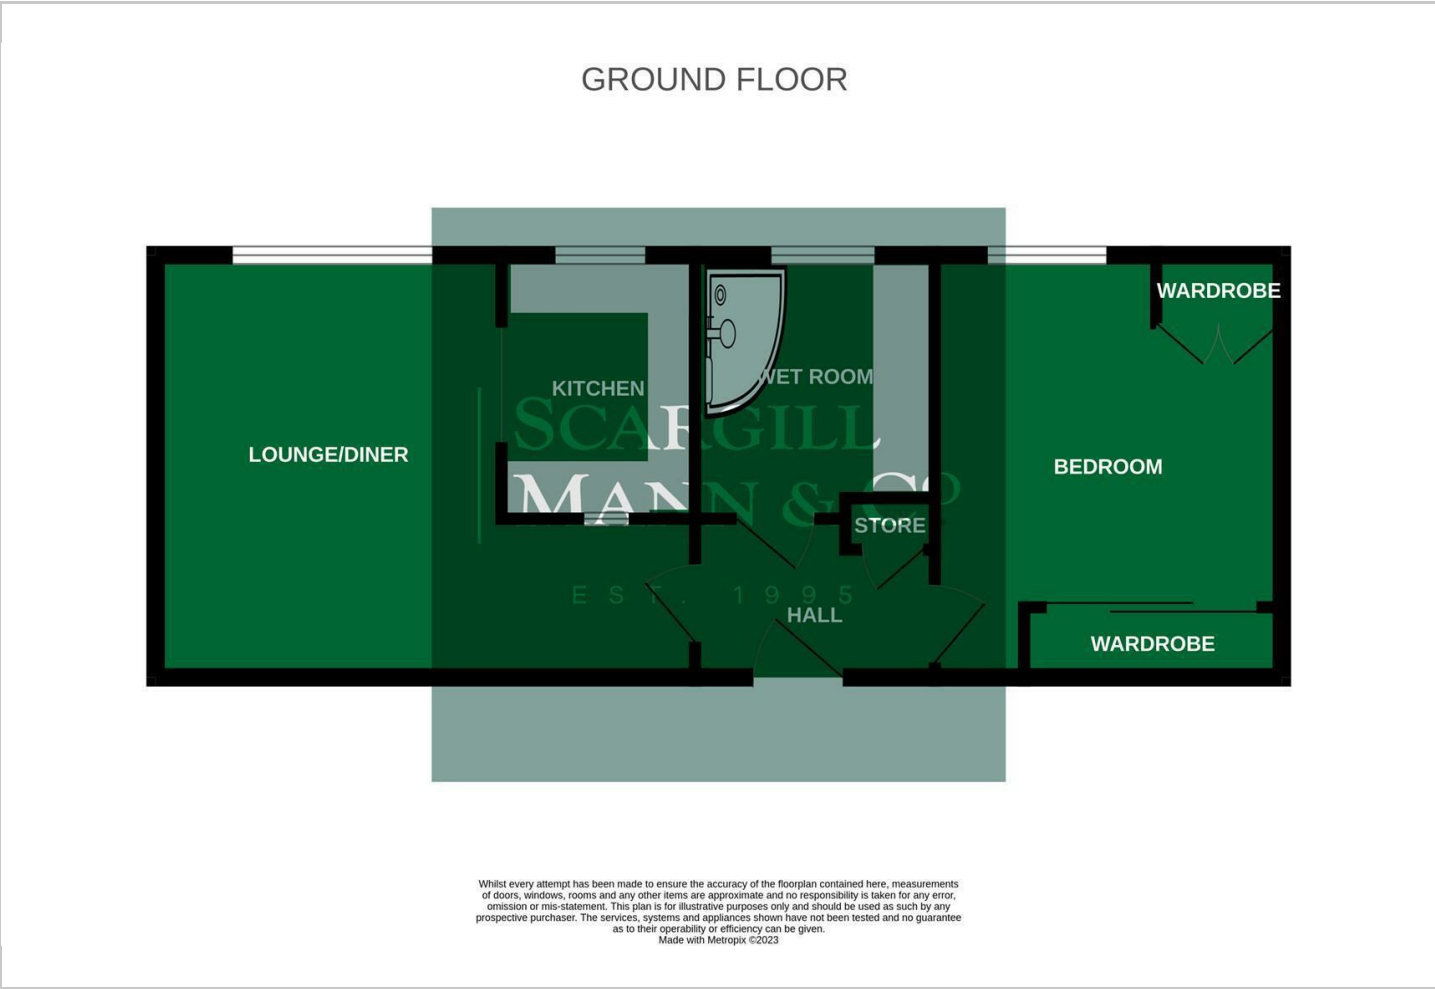 GROUND FLOOR
WARDROBE
KITCHEN
WET ROOM
SCARGILL
LOUNGE/DINER
BEDROOM
MANN & Co
STORE
EST. 1995
HALL
WARDROBE
Whilst every attempt has been made to ensure the accuracy of the floorplan contained here, measurements
of doors, windows, rooms and any other items are approximate and no responsibility is taken for any error,
omission or mis-statement. This plan is for illustrative purposes only and should be used as such by any
prospective purchaser. The services, systems and appliances shown have not been tested and no guarantee
as to their operability or efficiency can be given.
Made with Metropix ©2023